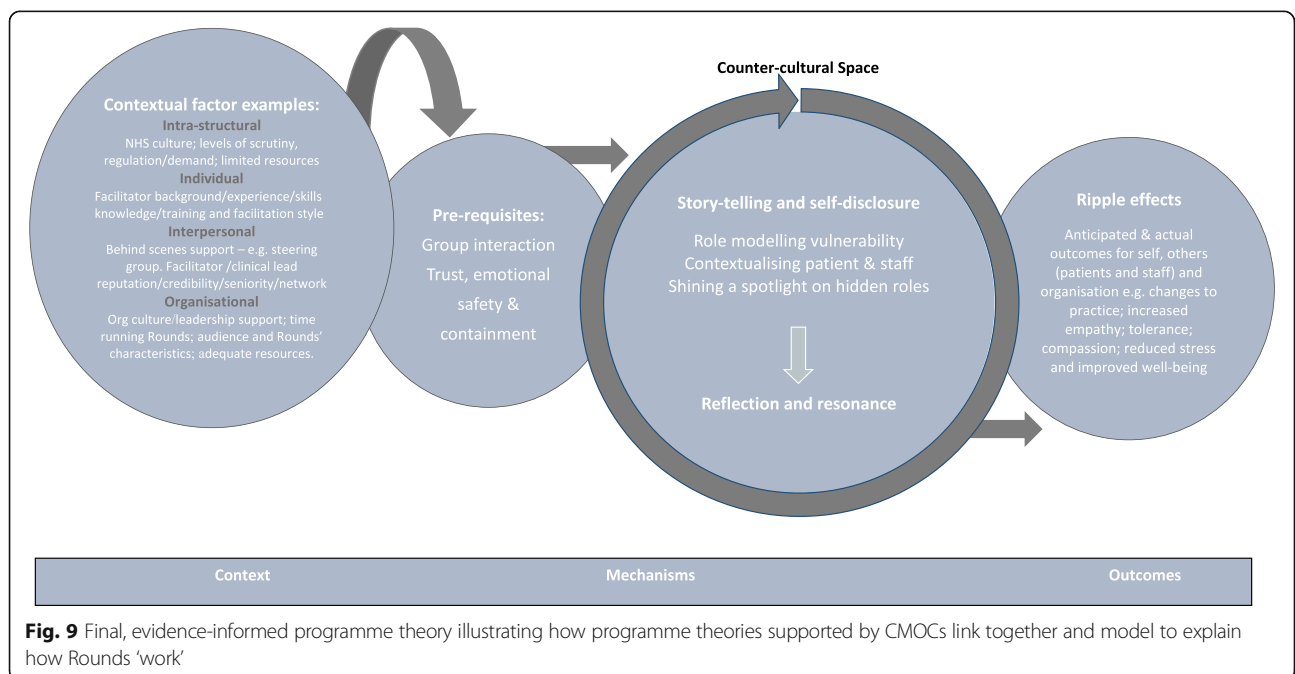 Counter-cultural Space
Contextual factor examples:
Intra-structural
NHS culture; levels of scrutiny,
regulation/demand; limited resources
Individual
Facilitator background/experience/skills
knowledge/training and facilitation style
Interpersonal
Behind scenes support – e.g. steering
group. Facilitator /clinical lead
reputation/credibility/seniority/network
Organisational
Org culture/leadership support; time
running Rounds; audience and Rounds'
characteristics; adequate resources.
Pre-requisites:
Group interaction
Trust, emotional
safety &
containment
Story-telling and self-disclosure
Role modelling vulnerability
Contextualising patient & staff
Shining a spotlight on hidden roles
Reflection and resonance
Ripple effects
Anticipated & actual
outcomes for self, others
(patients and staff) and
organisation e.g. changes to
practice; increased
empathy; tolerance;
compassion; reduced stress
and improved well-being
Context Mechanisms Outcomes
Fig. 9 Final, evidence-informed programme theory illustrating how programme theories supported by CMOCs link together and model to explain
how Rounds 'work'